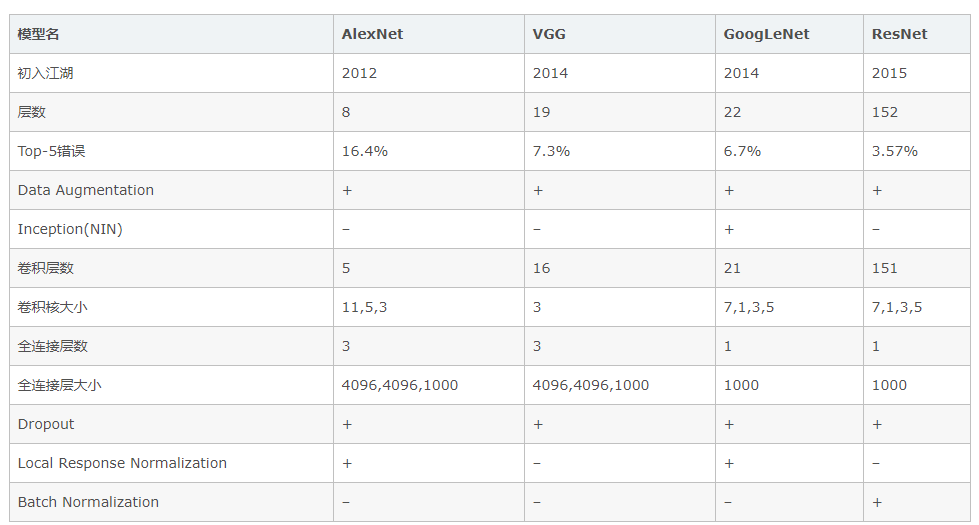 模型名 AlexNet VGG GoogLeNet ResNet
初入江湖 2012 2014 2014 2015
层数 8 19 22 152
Top-5错误 16.4% 7.3% 6.7% 3.57%
Data Augmentation + + + +
Inception(NIN) – – + –
卷积层数 5 16 21 151
卷积核大小 11,5,3 3 7,1,3,5 7,1,3,5
全连接层数 3 3 1 1
全连接层大小 4096,4096,1000 4096,4096,1000 1000 1000
Dropout + + + +
Local Response Normalization + – + –
Batch Normalization – – – +